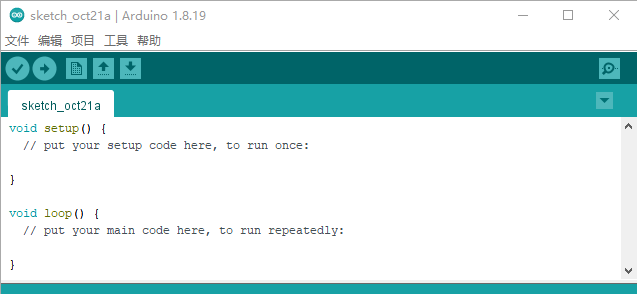 sketch_oct21a | Arduino 1.8.19
文件 编辑 项目 工具 帮助
sketch_oct21a
void setup() {
  // put your setup code here, to run once:
}
void loop() {
  // put your main code here, to run repeatedly:
}